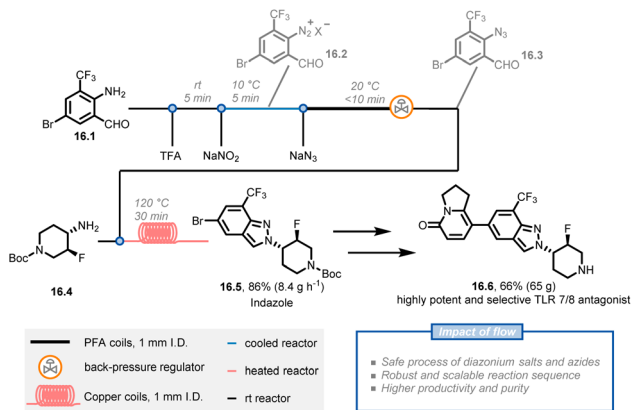 CF₃
N₂ X⁻
+
Br
CHO
16.2
CF₃
N₃
Br
CHO
16.3
CF₃
NH₂
Br
CHO
16.1
rt
5 min
10 °C
5 min
20 °C
<10 min
TFA
NaNO₂
NaN₃
NH₂
BocN
F
16.4
120 °C
30 min
CF₃
Br
N
N
F
N
Boc
16.5, 86% (8.4 g h⁻¹)
Indazole
N
O
CF₃
N
N
F
NH
16.6, 66% (65 g)
highly potent and selective TLR 7/8 antagonist
PFA coils, 1 mm I.D.
cooled reactor
back-pressure regulator
heated reactor
Copper coils, 1 mm I.D.
rt reactor
Impact of flow
Safe process of diazonium salts and azides
Robust and scalable reaction sequence
Higher productivity and purity